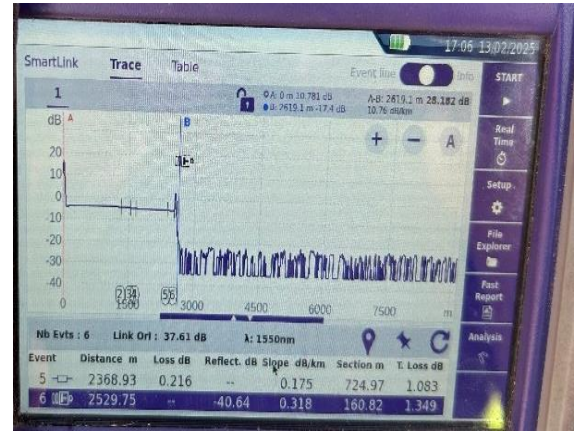 17:06 13/02/2025
SmartLink Trace Table Event line Info START
1 A: 0 m 10.781 dB A-B: 2619.1 m 28.182 dB
B: 2619.1 m -17.4 dB 10.76 dB/km
dB A B + − A
Real Time
20
10
Setup
0
-10
File Explorer
-20
-30
Fast Report
-40
0 1500 3000 4500 6000 7500 m
Nb Evts : 6 Link Orl : 37.61 dB λ: 1550nm Analysis
Event Distance m Loss dB Reflect. dB Slope dB/km Section m T. Loss dB
5 2368.93 0.216 -- 0.175 724.97 1.083
6 2529.75 -- -40.64 0.318 160.82 1.349